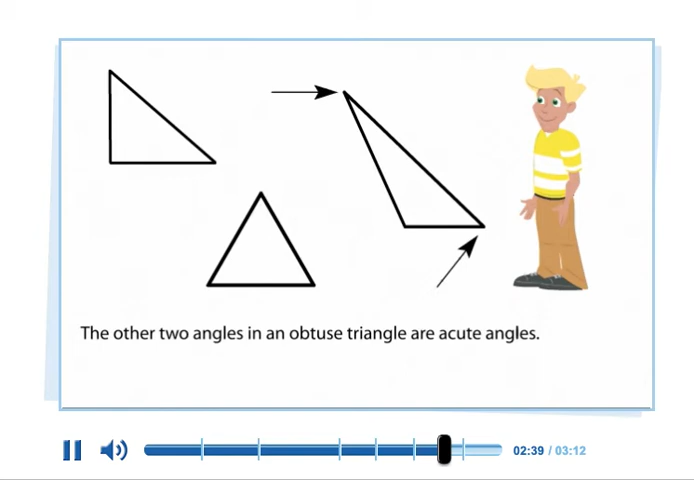 The other two angles in an obtuse triangle are acute angles.
02:39 / 03:12